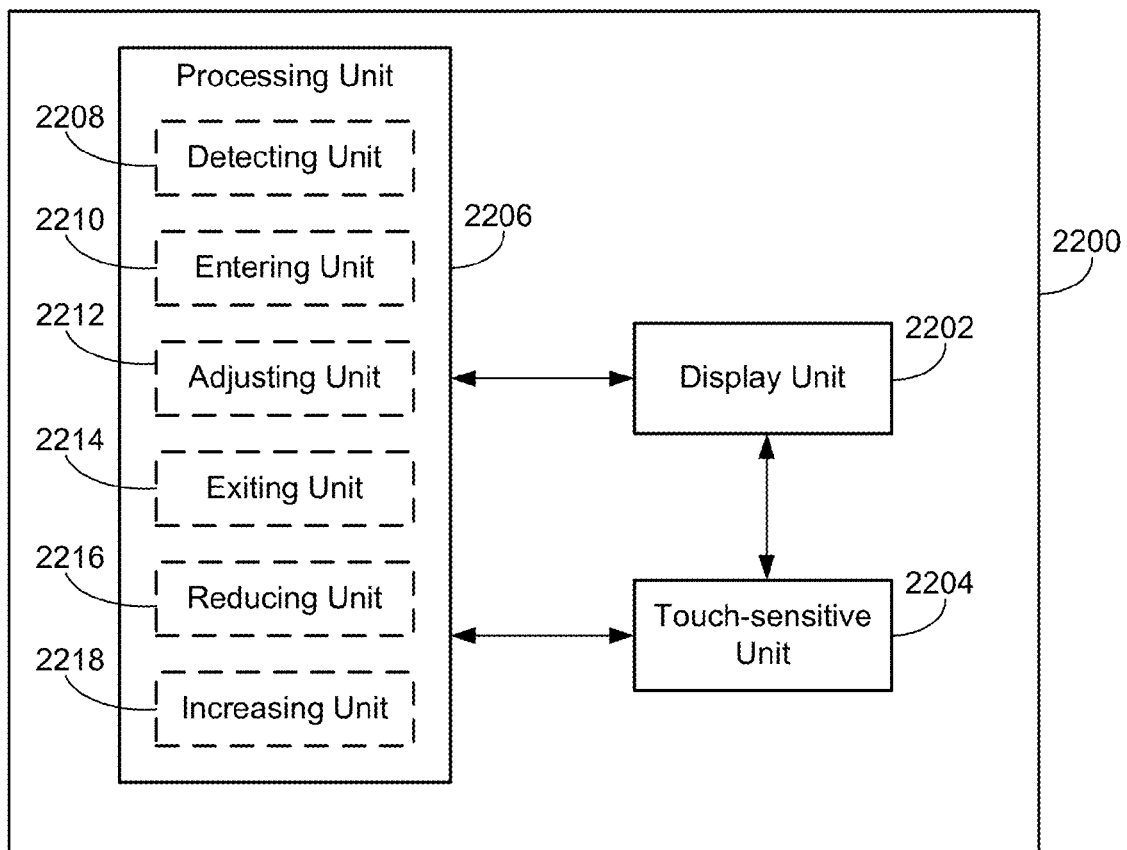 Processing Unit
2208
Detecting Unit
2210
Entering Unit
2206
2200
2212
Adjusting Unit
2202
Display Unit
2214
Exiting Unit
2216
Reducing Unit
2204
Touch-sensitive
Unit
2218
Increasing Unit